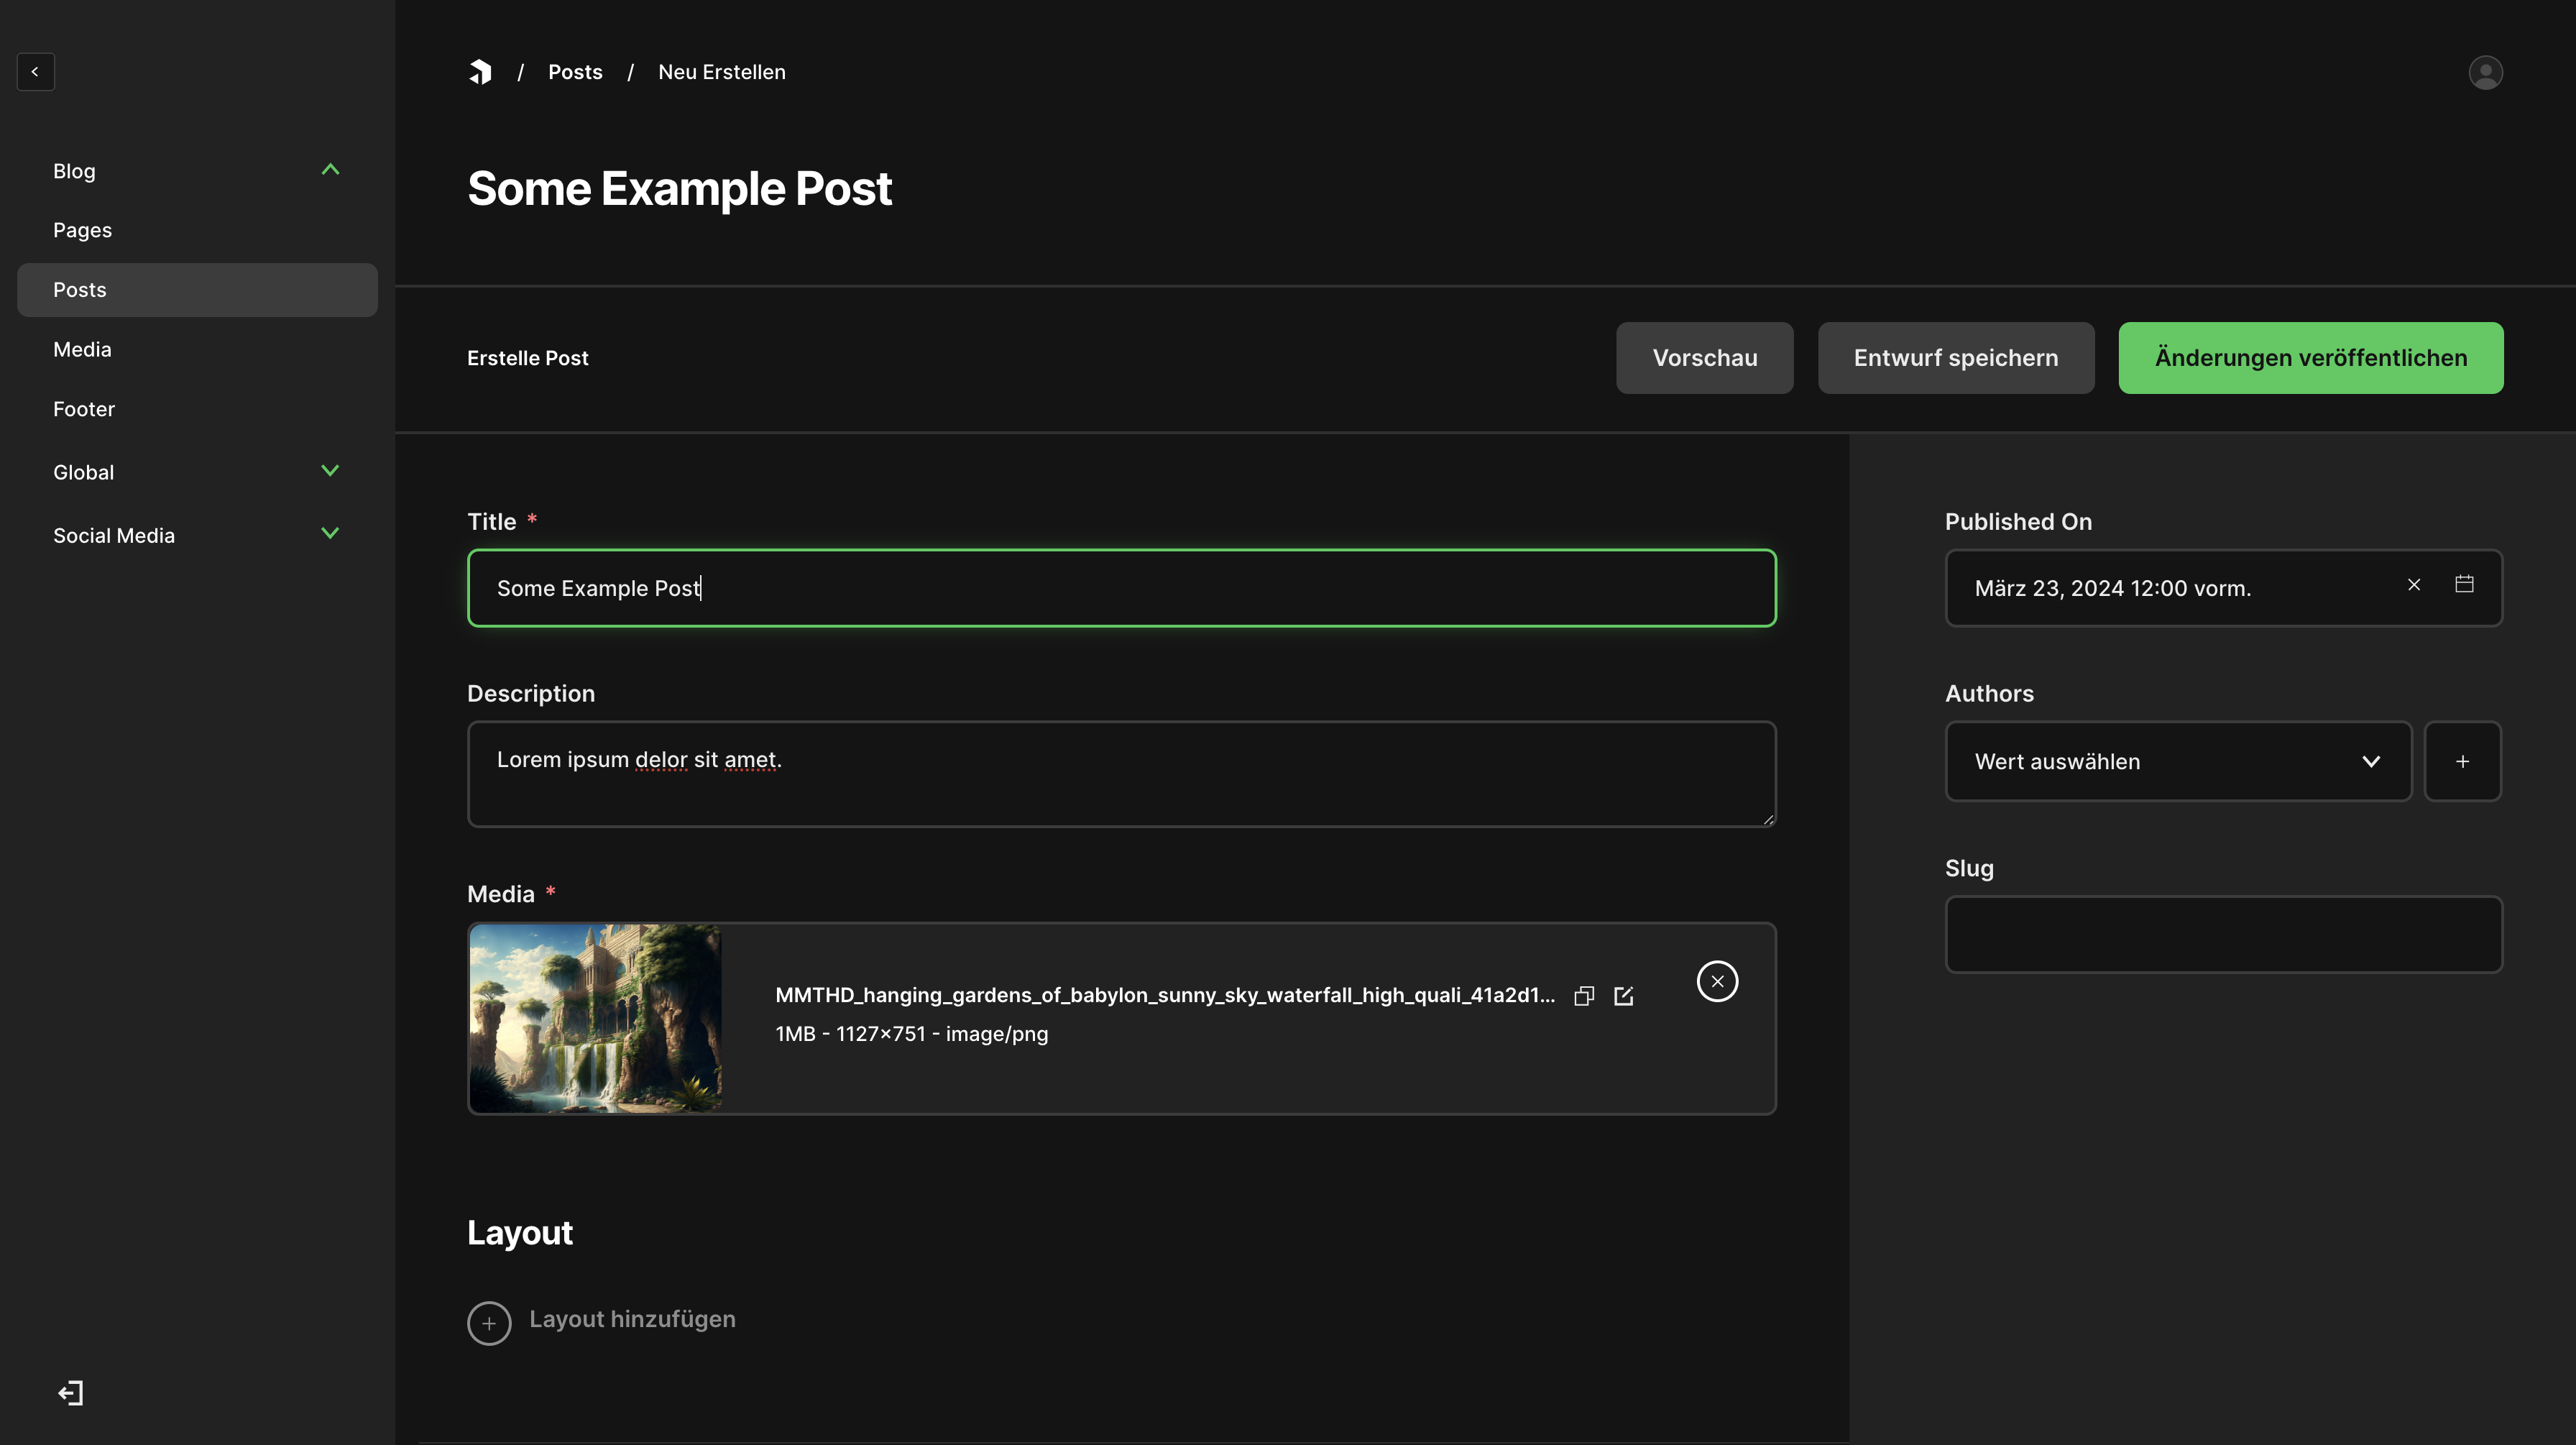 / Posts / Neu Erstellen
Blog
Pages
Posts
Media
Footer
Global
Social Media
Some Example Post
Erstelle Post
Vorschau
Entwurf speichern
Änderungen veröffentlichen
Title *
Some Example Post
Description
Lorem ipsum delor sit amet.
Media *
MMTHD_hanging_gardens_of_babylon_sunny_sky_waterfall_high_quali_41a2d1...
1MB - 1127×751 - image/png
Layout
Layout hinzufügen
Published On
März 23, 2024 12:00 vorm.
Authors
Wert auswählen
Slug